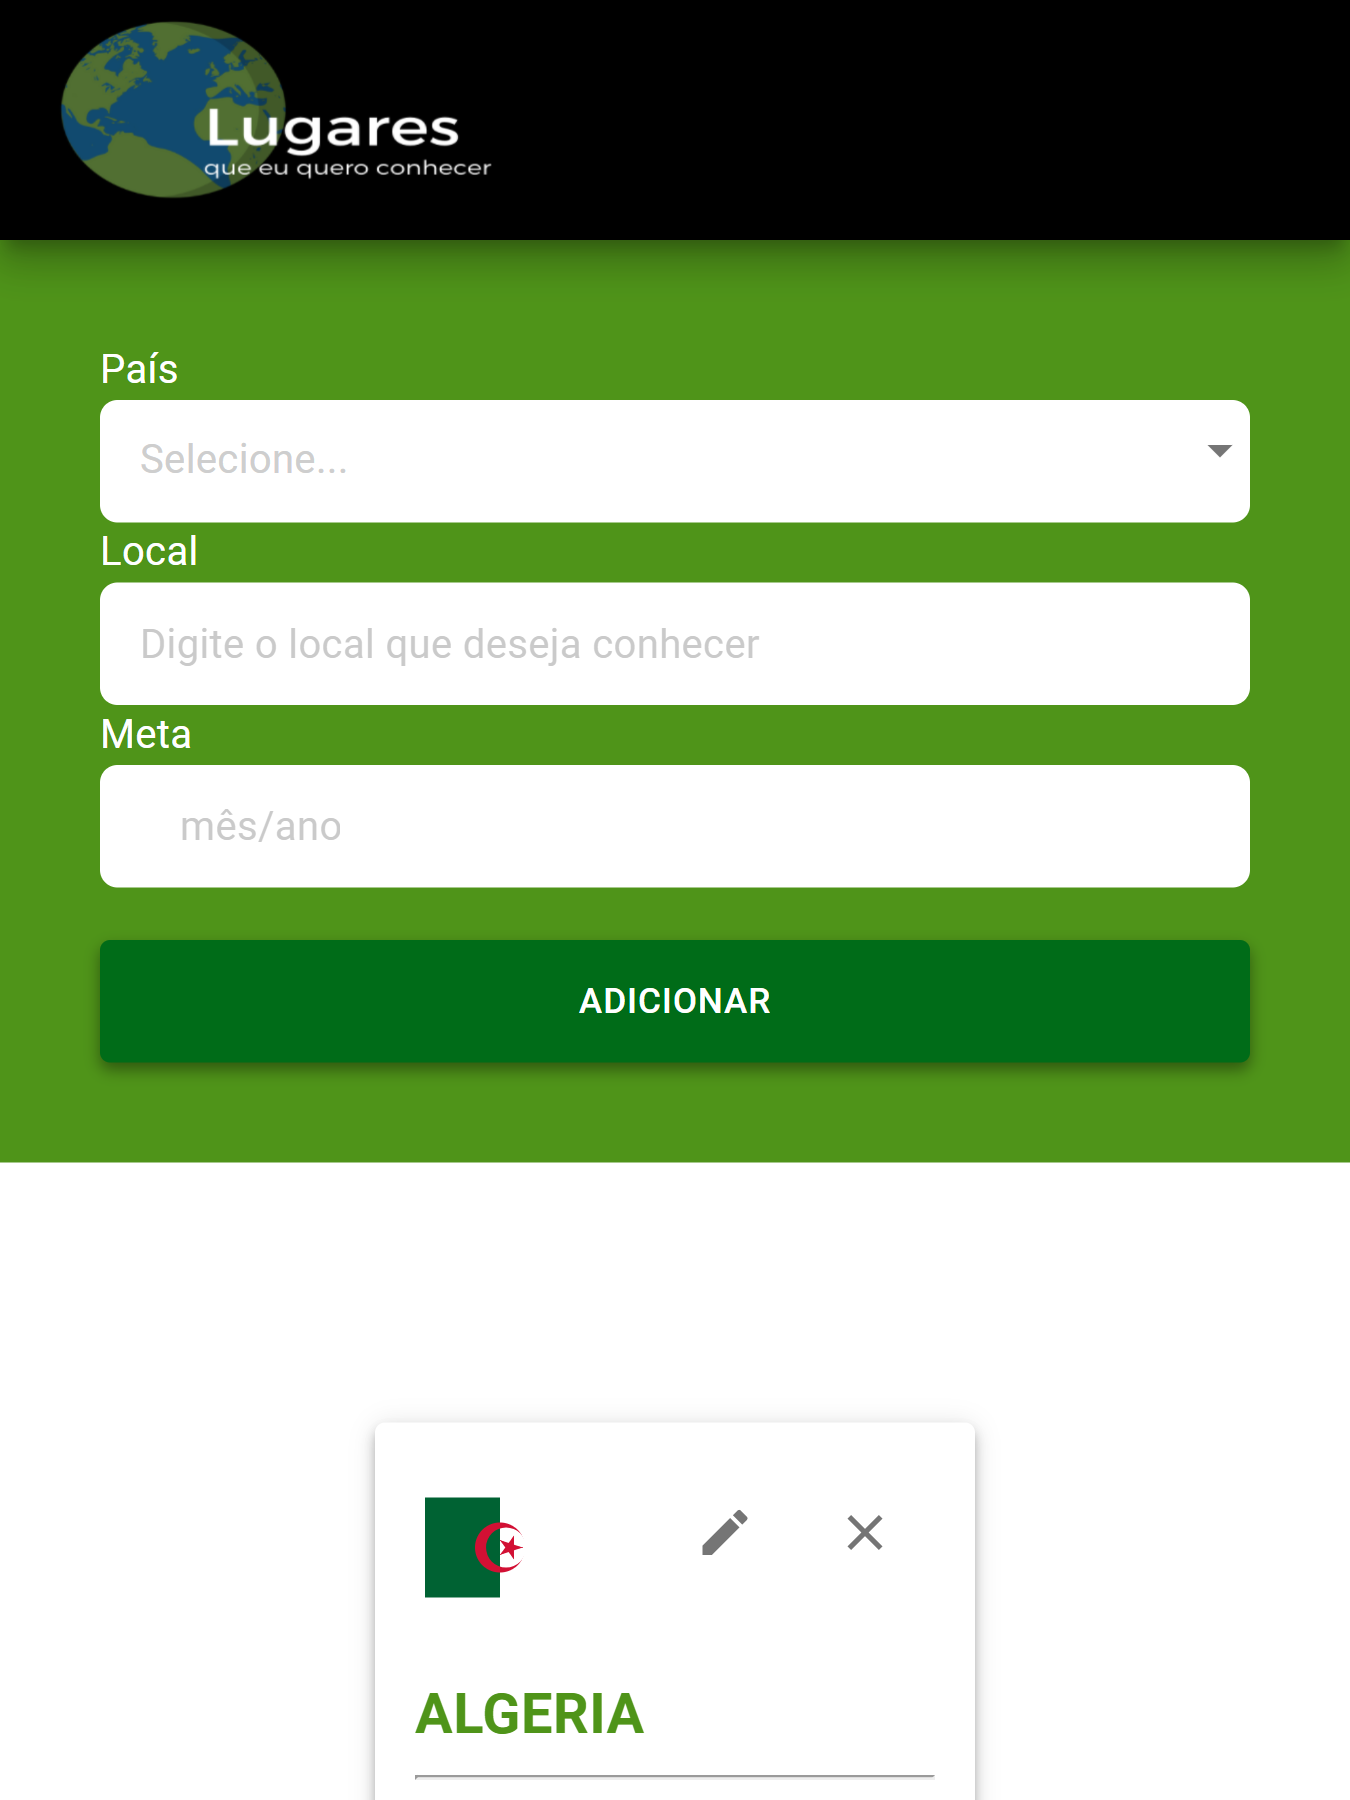 Lugares
que eu quero conhecer
País
Selecione...
Local
Digite o local que deseja conhecer
Meta
mês/ano
ADICIONAR
ALGERIA